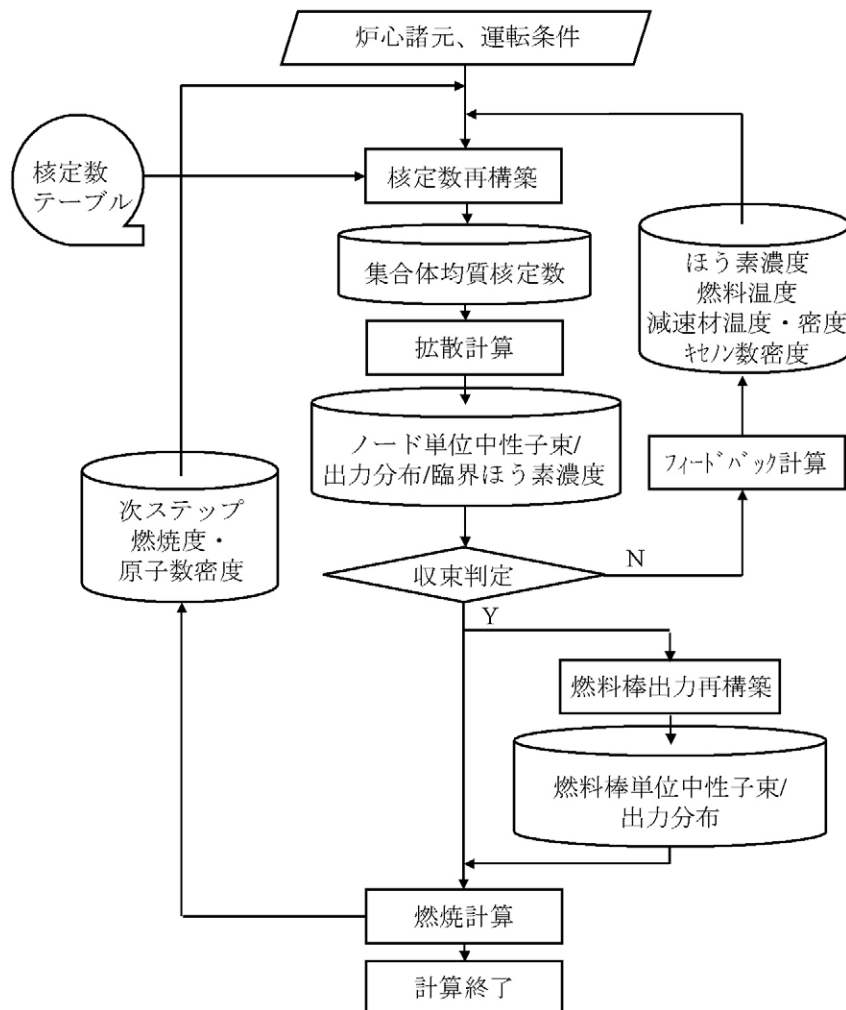 炉心諸元、運転条件
核定数
テーブル
核定数再構築
集合体均質核定数
ほう素濃度
燃料温度
減速材温度・密度
ｷｾﾉﾝ数密度
拡散計算
ノード単位中性子束/
出力分布/臨界ほう素濃度
ﾌｨｰﾄﾞﾊﾞｯｸ計算
次ステップ
燃焼度・
原子数密度
収束判定
N
Y
燃料棒出力再構築
燃料棒単位中性子束/
出力分布
燃焼計算
計算終了